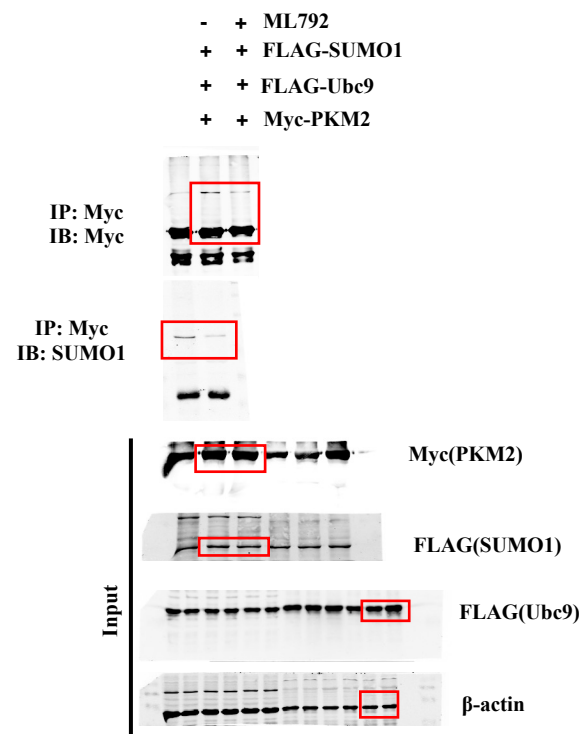 - + ML792
+ + FLAG-SUMO1
+ + FLAG-Ubc9
+ + Myc-PKM2
IP: Myc
IB: Myc
IP: Myc
IB: SUMO1
Input
Myc(PKM2)
FLAG(SUMO1)
FLAG(Ubc9)
β-actin